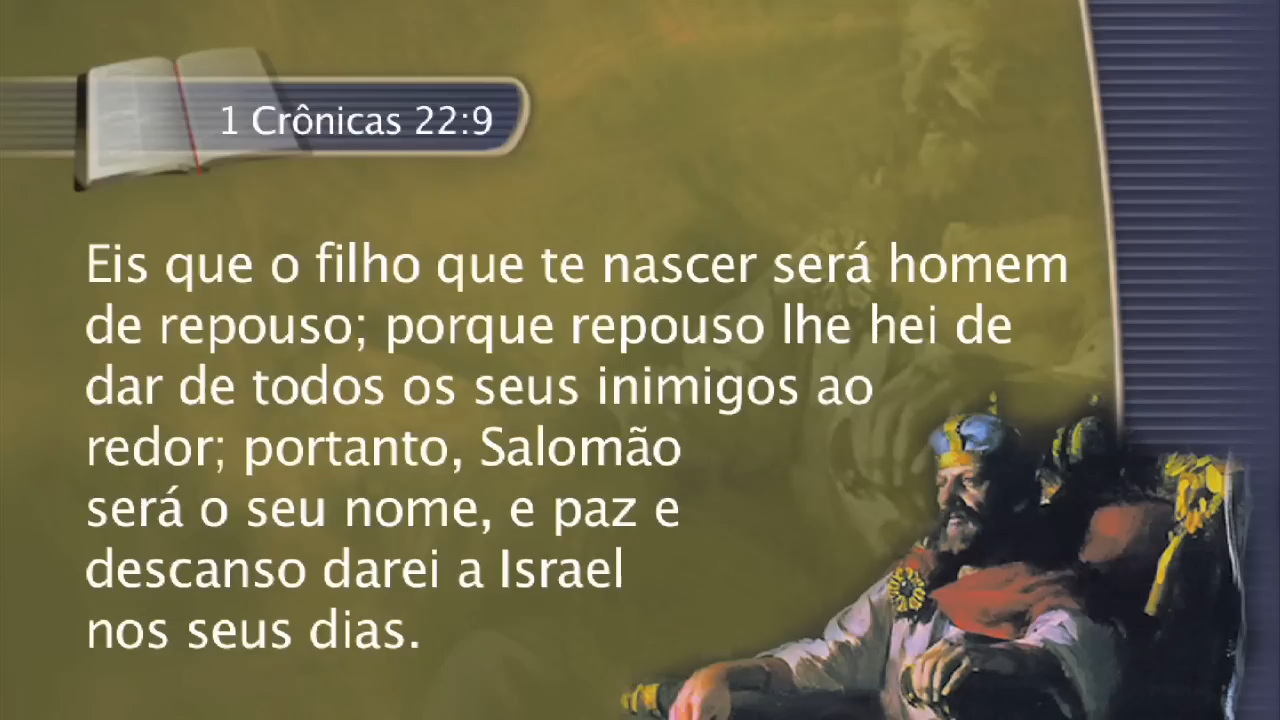 1 Crônicas 22:9
Eis que o filho que te nascer será homem
de repouso; porque repouso lhe hei de
dar de todos os seus inimigos ao
redor; portanto, Salomão
será o seu nome, e paz e
descanso darei a Israel
nos seus dias.